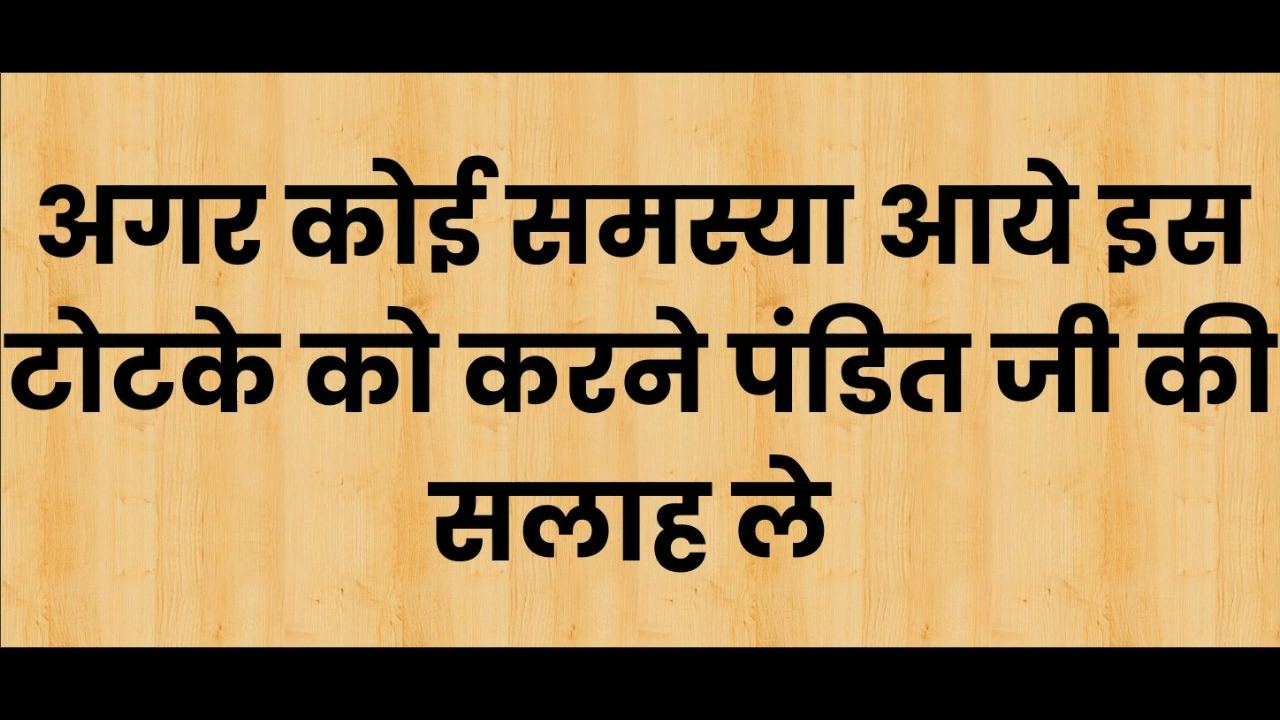 अगर कोई समस्या आये इस
टोटके को करने पंडित जी की
सलाह ले